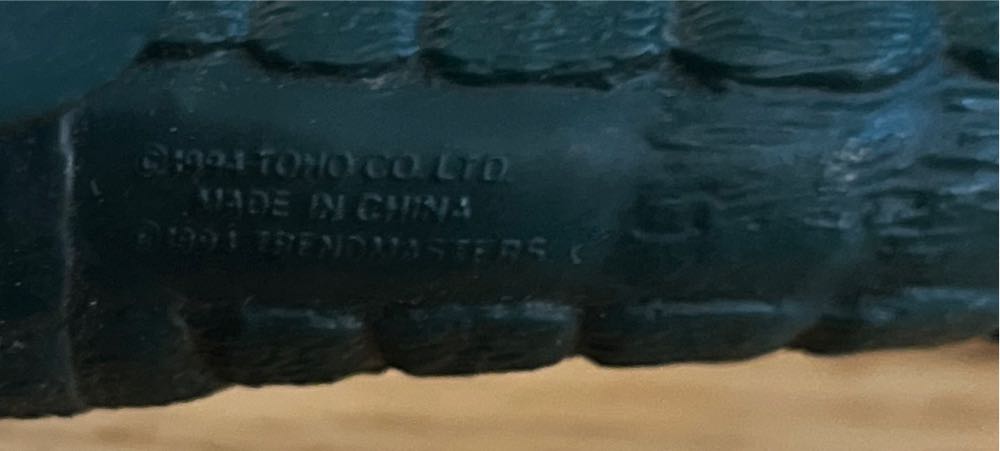 ©1994 TOHO CO. LTD.
MADE IN CHINA
©1994 TRENDMASTERS